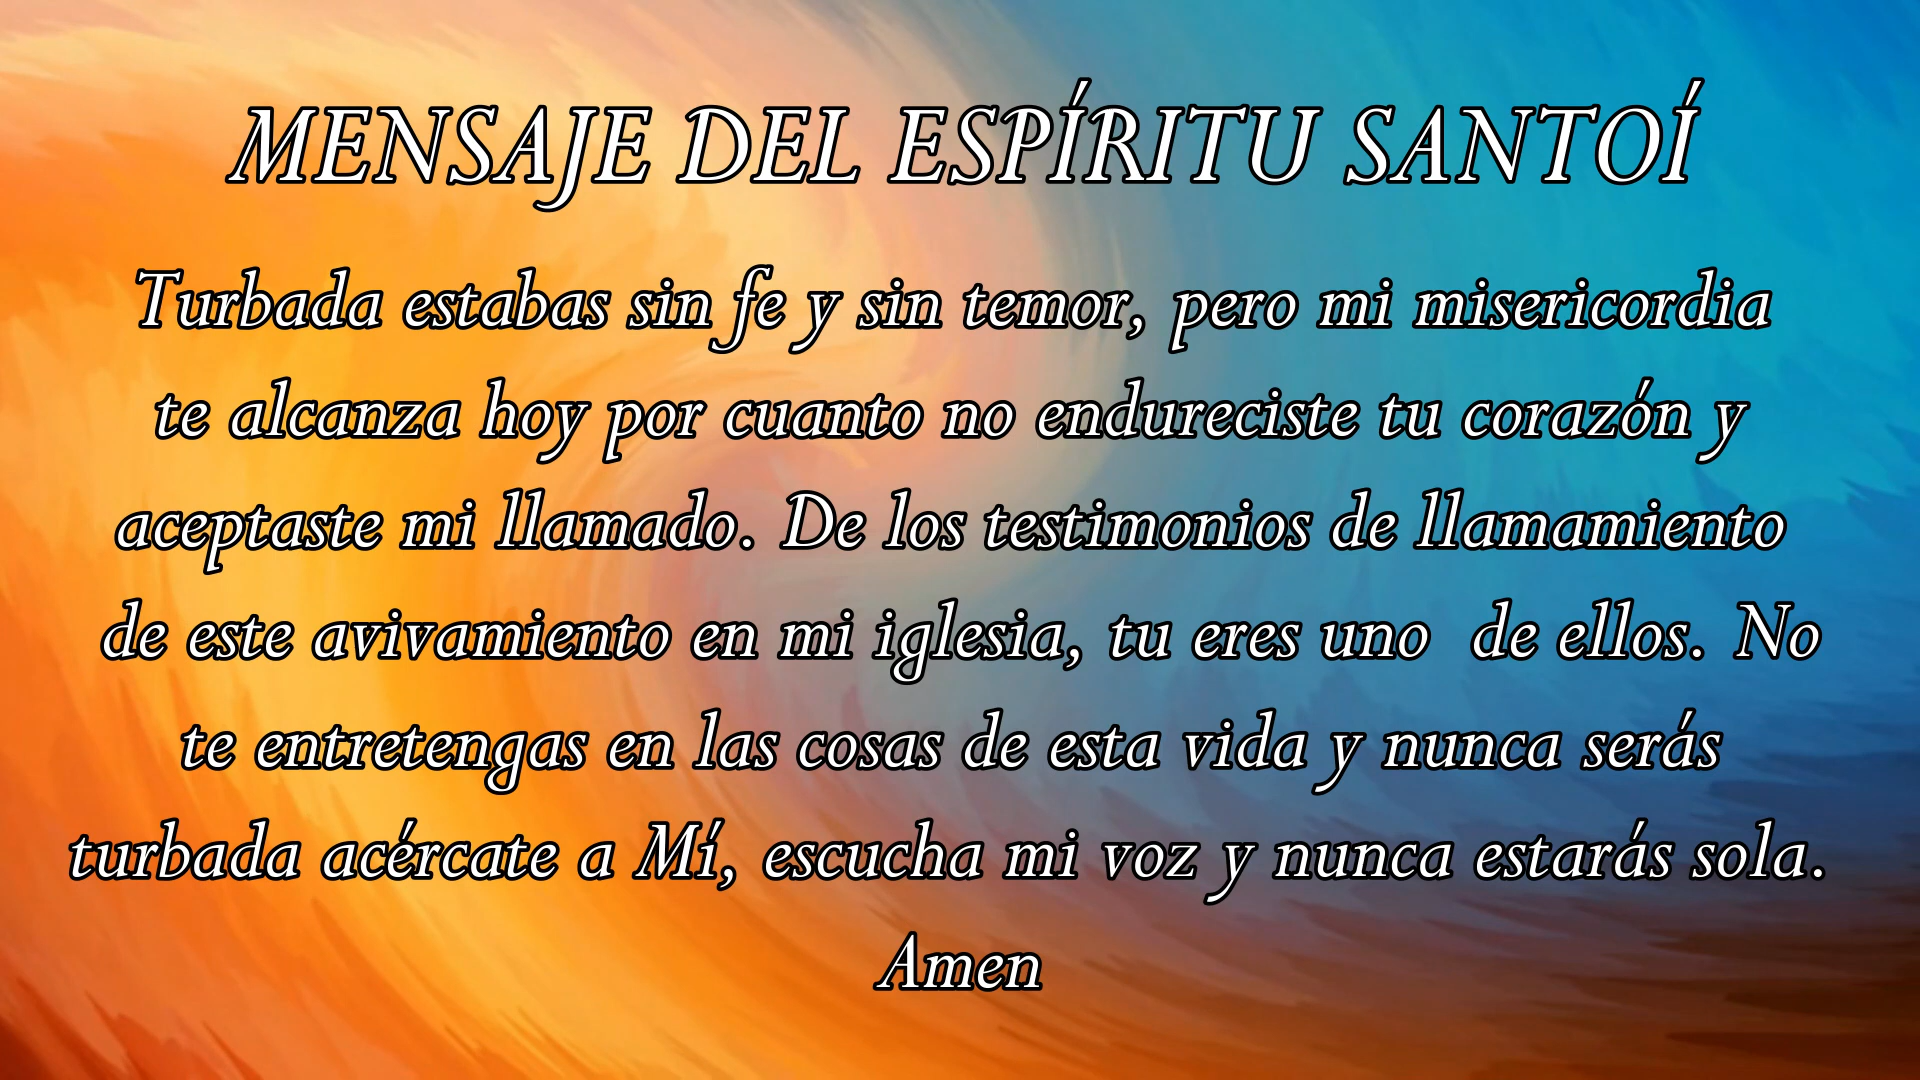 MENSAJE DEL ESPÍRITU SANTOÍ
Turbada estabas sin fe y sin temor, pero mi misericordia
te alcanza hoy por cuanto no endureciste tu corazón y
aceptaste mi llamado. De los testimonios de llamamiento
de este avivamiento en mi iglesia, tu eres uno  de ellos. No
te entretengas en las cosas de esta vida y nunca serás
turbada acércate a Mí, escucha mi voz y nunca estarás sola.
Amen